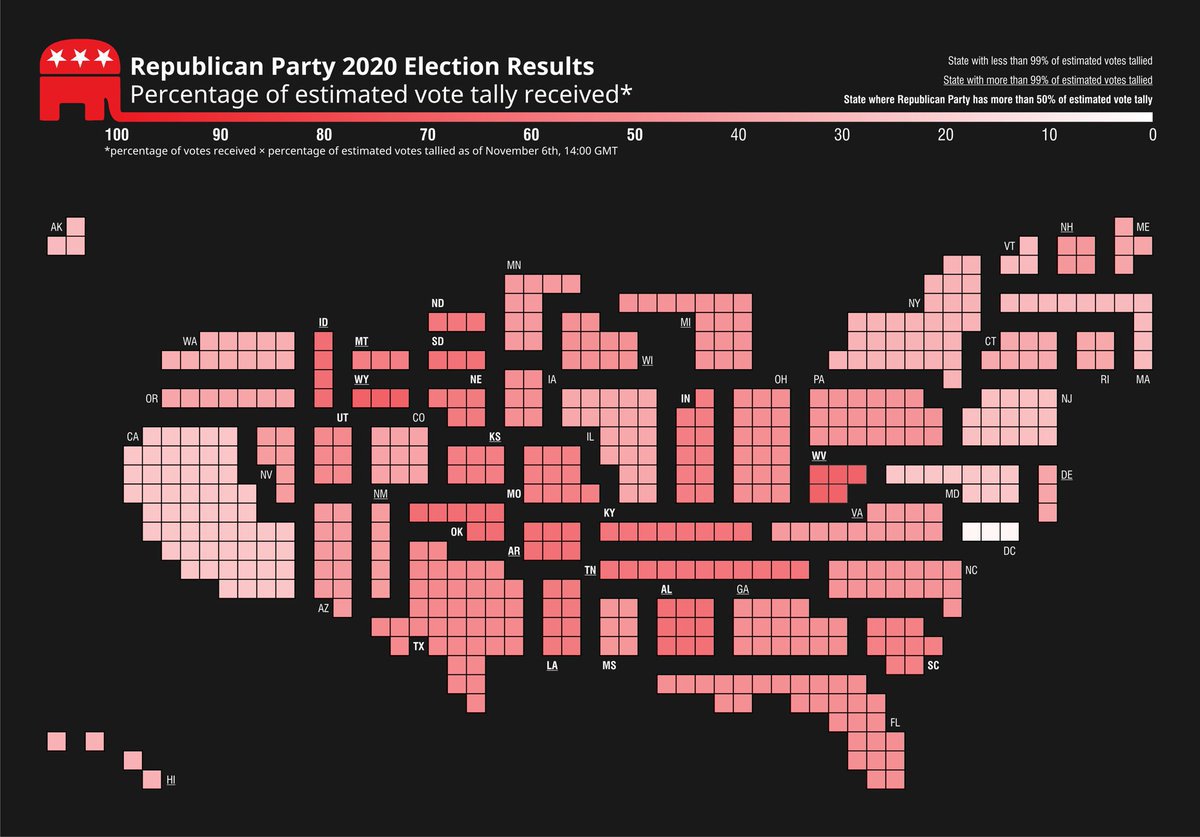 Republican Party 2020 Election Results
Percentage of estimated vote tally received*
State with less than 99% of estimated votes tallied
State with more than 99% of estimated votes tallied
State where Republican Party has more than 50% of estimated vote tally
100 90 80 70 60 50 40 30 20 10 0
*percentage of votes received × percentage of estimated votes tallied as of November 6th, 14:00 GMT
AK VT NH ME
MN
ND NY
ID MI
WA MT SD CT
WI
WY NE IA OH PA RI MA
OR IN NJ
UT CO
CA KS IL
WV
NV DE
NM MO MD
KY VA
OK
AR DC
TN NC
AL GA
AZ
TX
LA MS SC
FL
HI